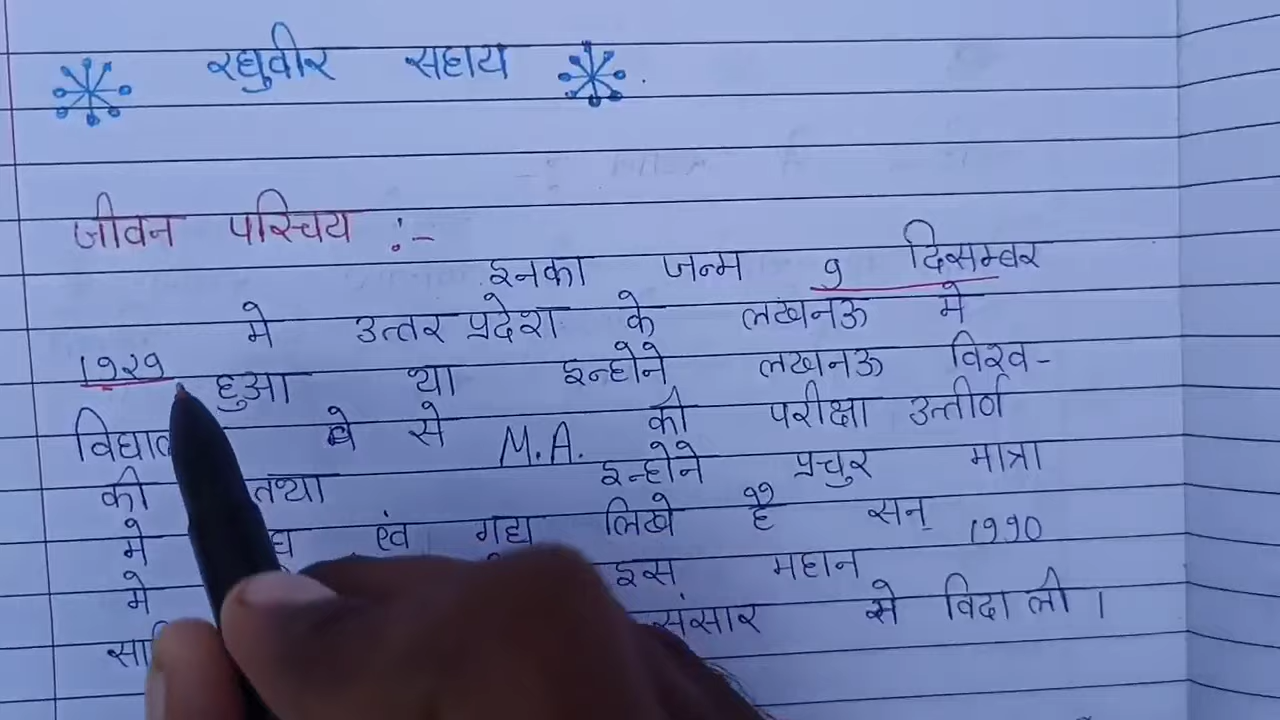 रघुवीर सहाय
जीवन परिचय :-
इनका जन्म 9 दिसम्बर
1929 मे उत्तर प्रदेश के लखनऊ मे
हुआ था इन्होने लखनऊ विश्व-
से M.A. की परीक्षा उत्तीर्ण
की तथा इन्होने प्रचुर मात्रा
मे एंव गद्य लिखे है सन् 1990
मे इस महान
संसार से विदा ली।